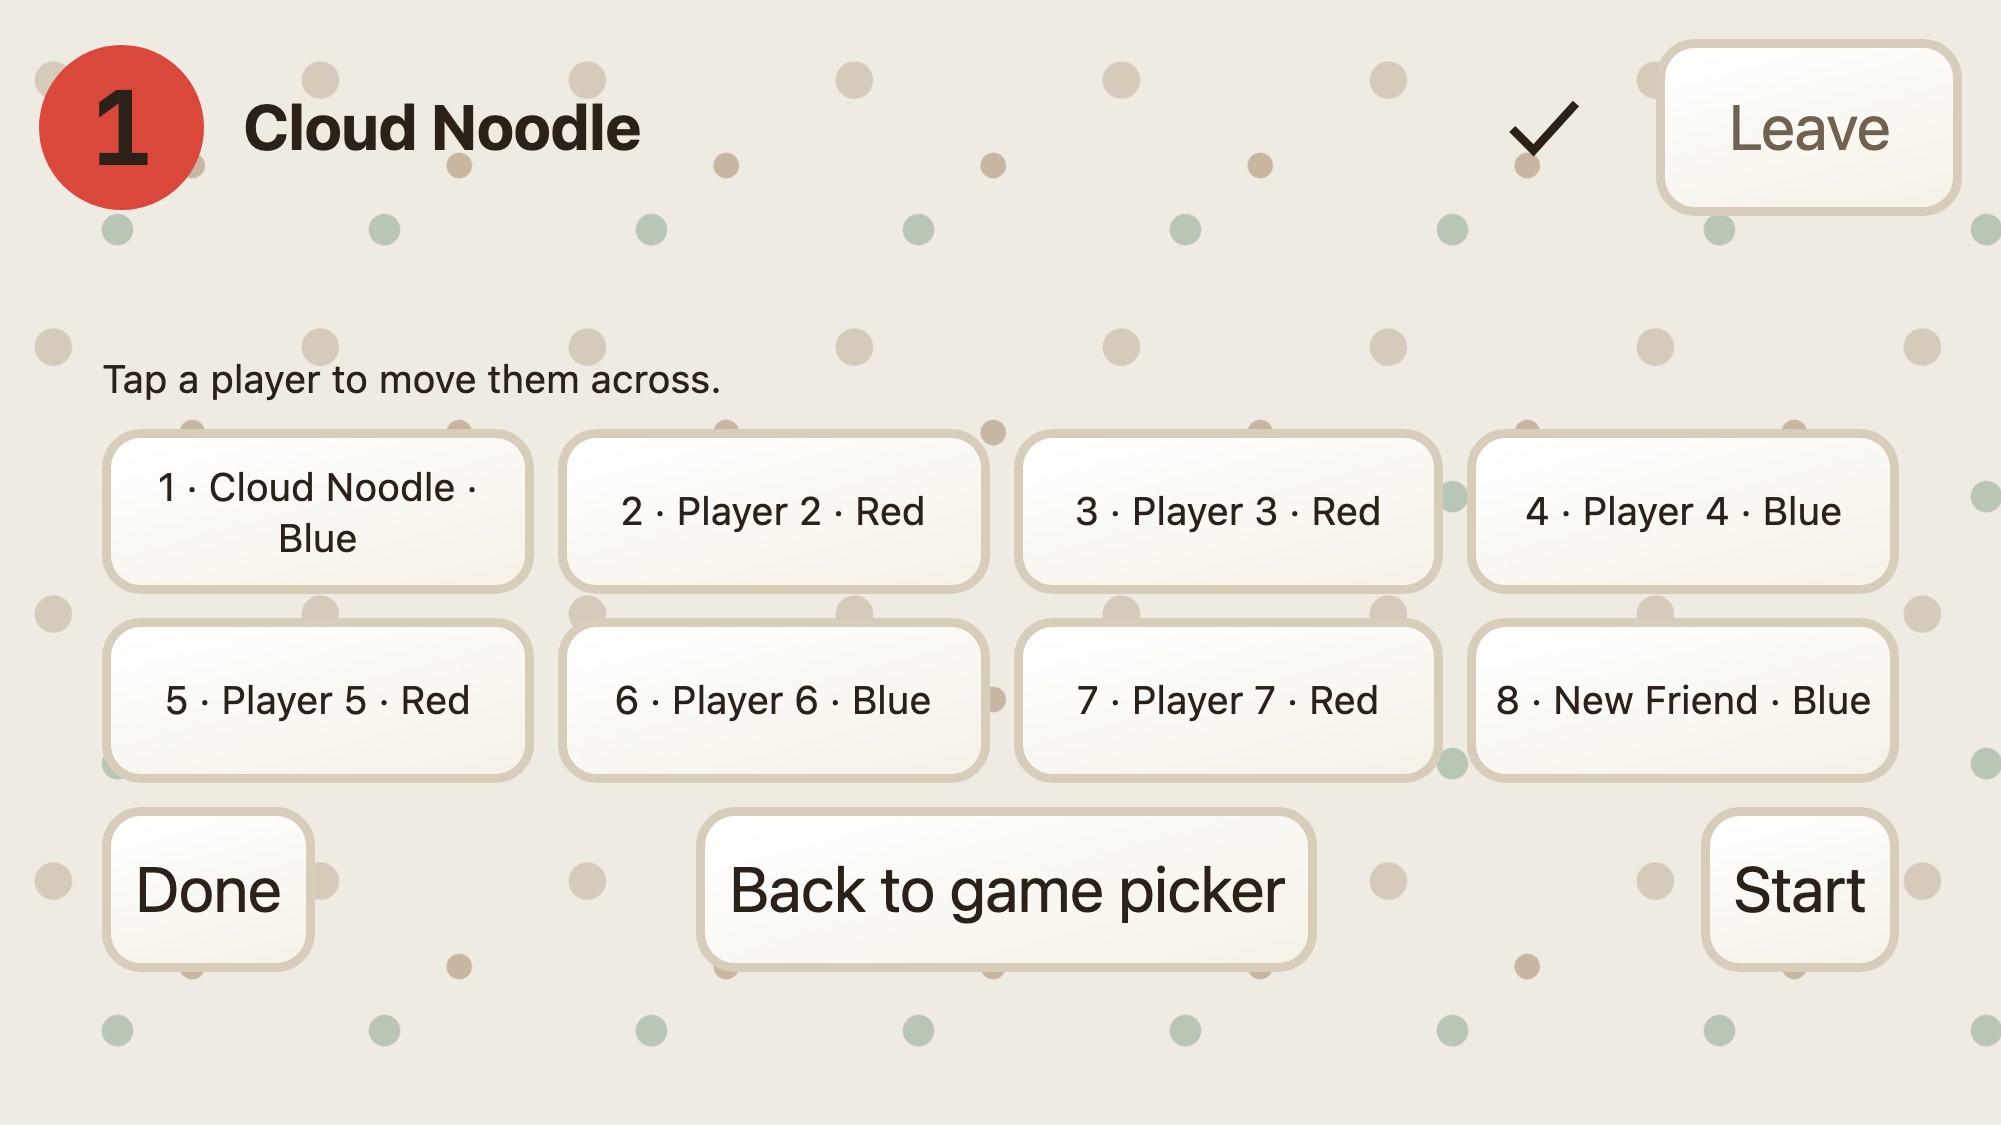 1 Cloud Noodle ✓ Leave
Tap a player to move them across.
1 · Cloud Noodle ·
Blue
2 · Player 2 · Red
3 · Player 3 · Red
4 · Player 4 · Blue
5 · Player 5 · Red
6 · Player 6 · Blue
7 · Player 7 · Red
8 · New Friend · Blue
Done
Back to game picker
Start